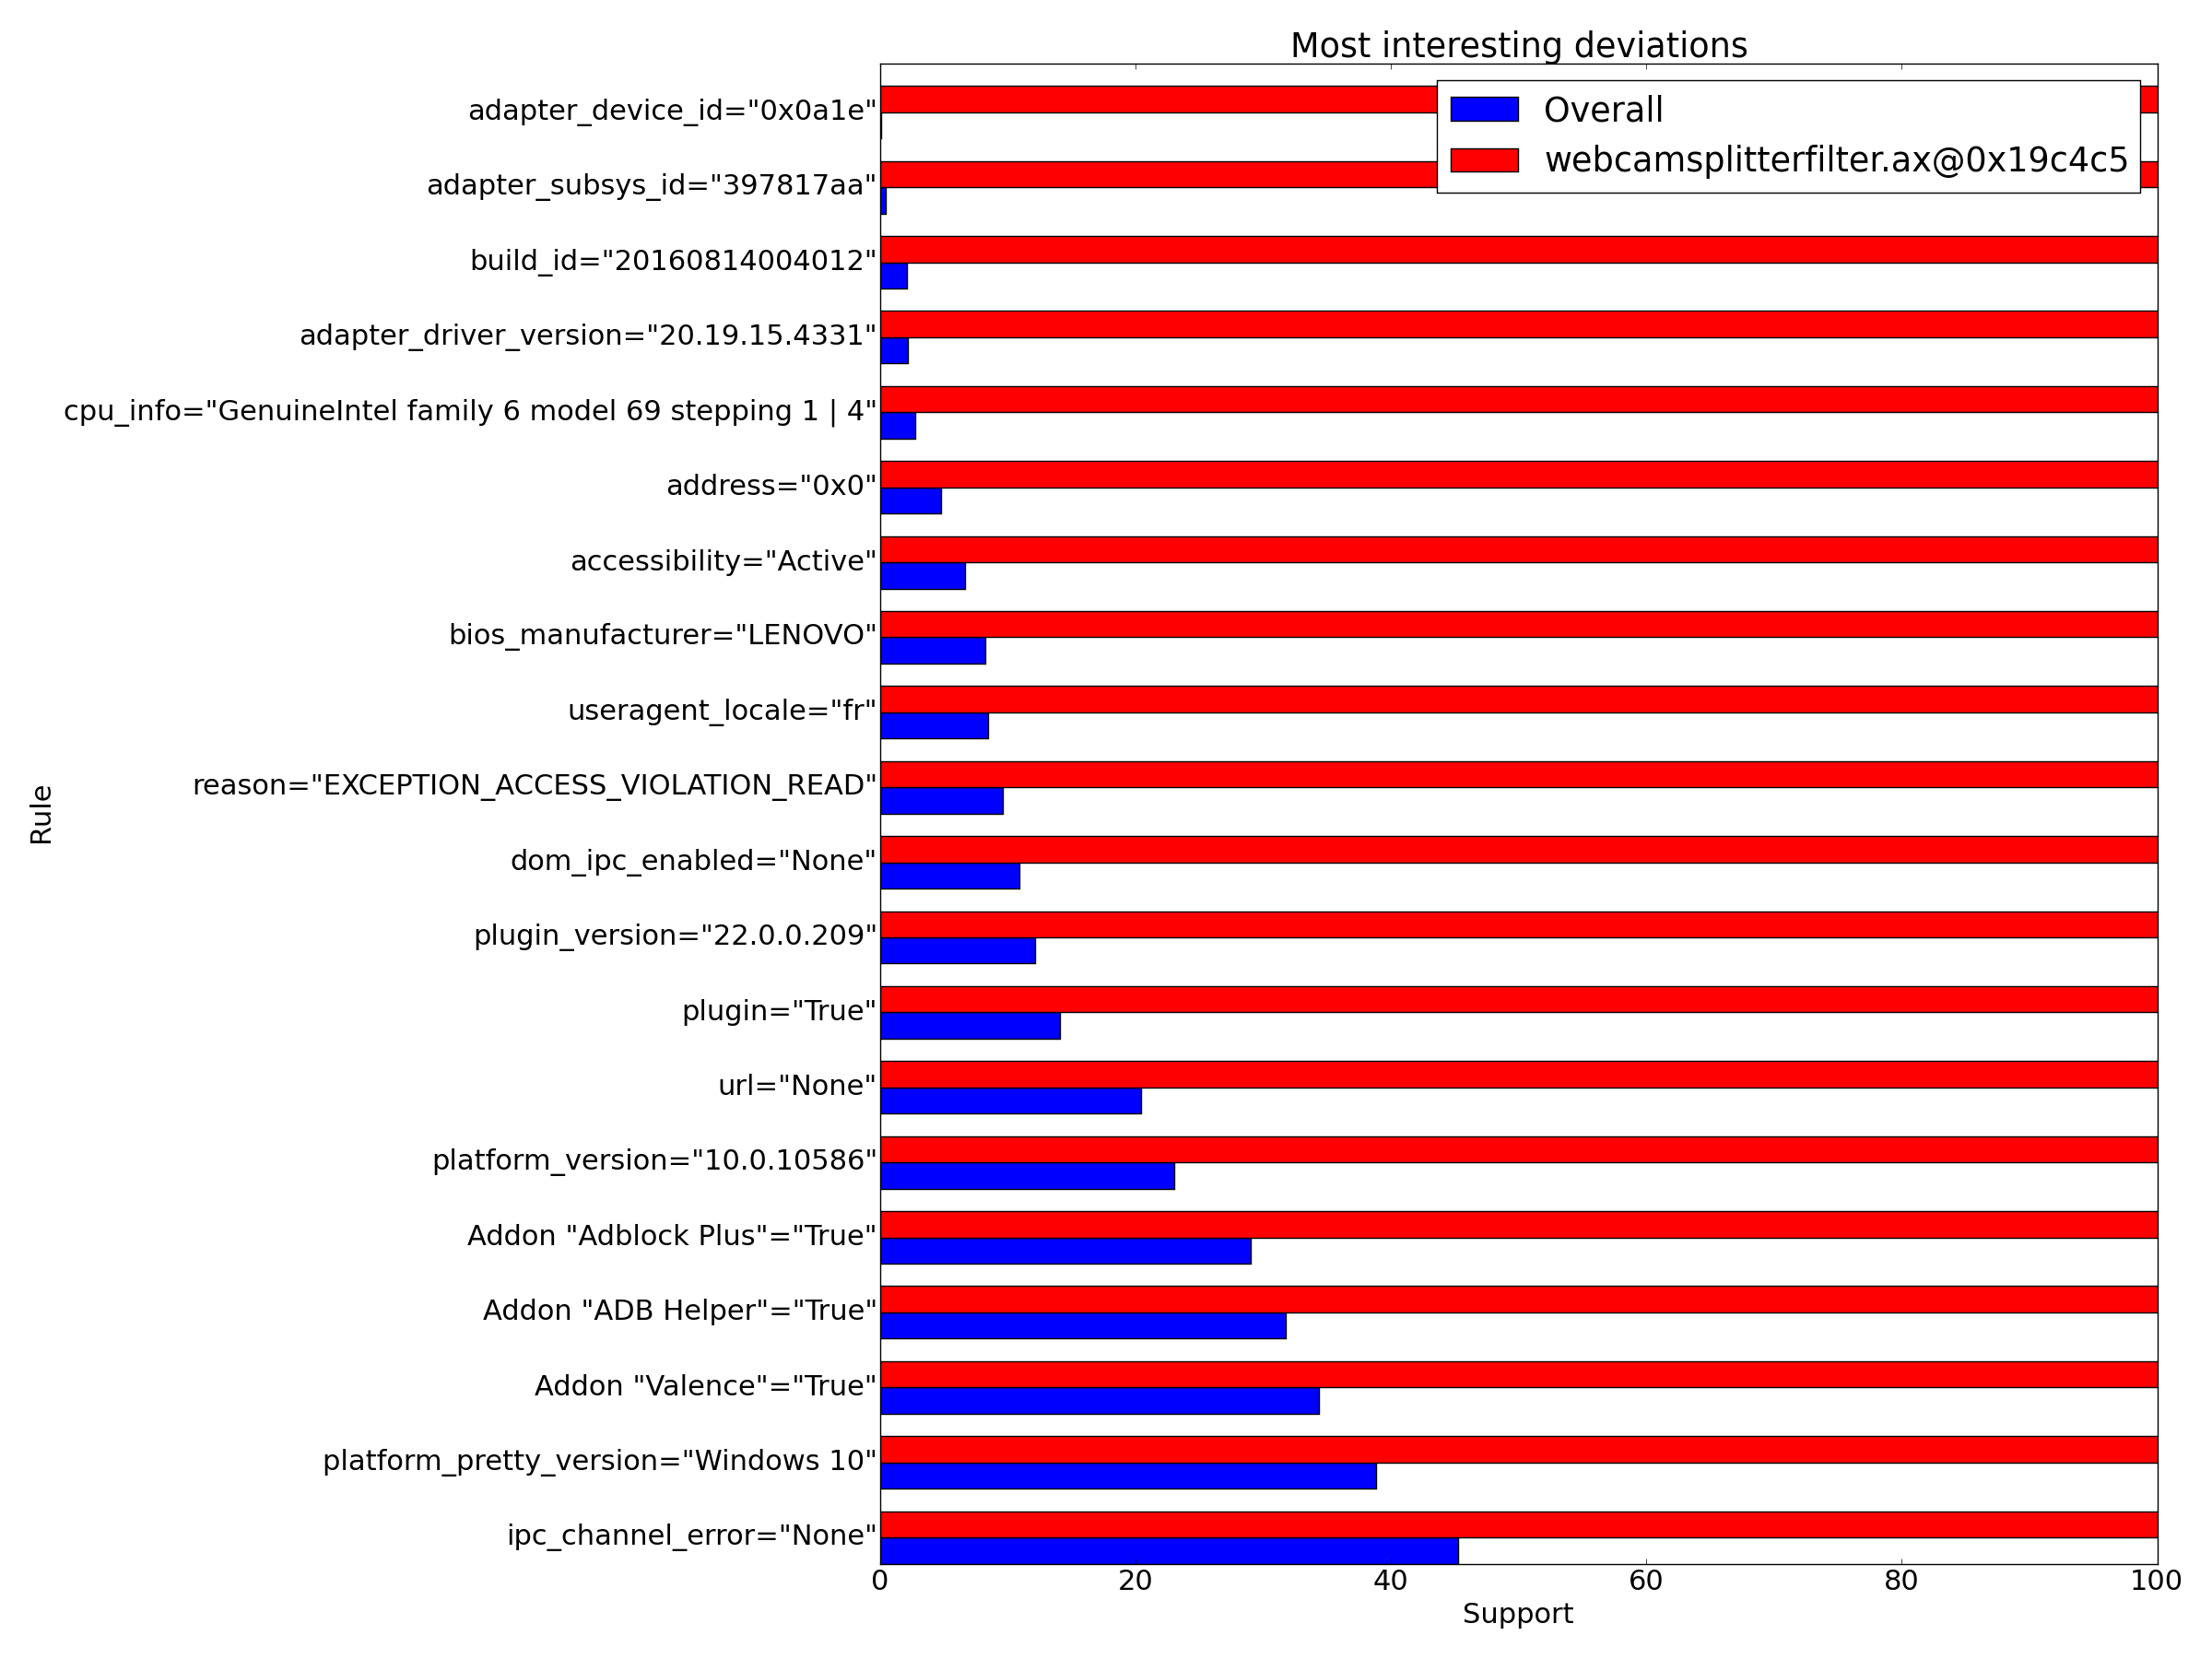 Most interesting deviations
Overall
webcamsplitterfilter.ax@0x19c4c5
adapter_device_id="0x0a1e"
adapter_subsys_id="397817aa"
build_id="20160814004012"
adapter_driver_version="20.19.15.4331"
cpu_info="GenuineIntel family 6 model 69 stepping 1 | 4"
address="0x0"
accessibility="Active"
bios_manufacturer="LENOVO"
useragent_locale="fr"
reason="EXCEPTION_ACCESS_VIOLATION_READ"
dom_ipc_enabled="None"
plugin_version="22.0.0.209"
plugin="True"
url="None"
platform_version="10.0.10586"
Addon "Adblock Plus"="True"
Addon "ADB Helper"="True"
Addon "Valence"="True"
platform_pretty_version="Windows 10"
ipc_channel_error="None"
Rule
0 20 40 60 80 100
Support